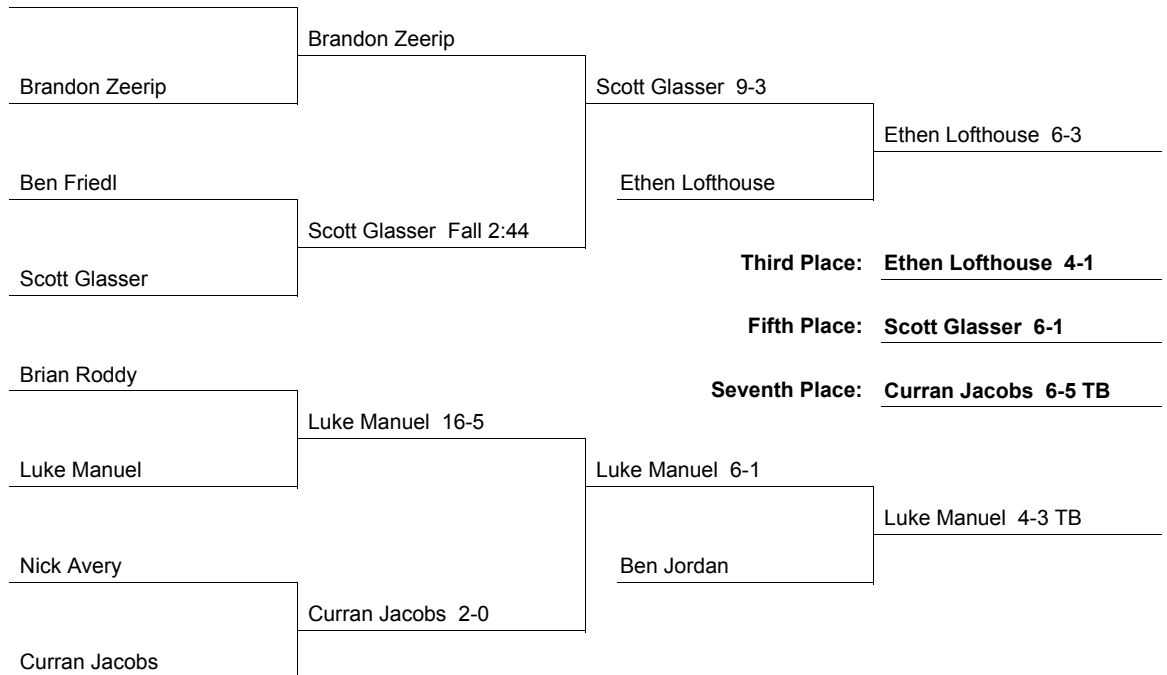 Brandon Zeerip
Brandon Zeerip
Scott Glasser 9-3
Ethen Lofthouse 6-3
Ben Friedl
Ethen Lofthouse
Scott Glasser Fall 2:44
Third Place: Ethen Lofthouse 4-1
Scott Glasser
Fifth Place: Scott Glasser 6-1
Brian Roddy
Seventh Place: Curran Jacobs 6-5 TB
Luke Manuel 16-5
Luke Manuel
Luke Manuel 6-1
Luke Manuel 4-3 TB
Nick Avery
Ben Jordan
Curran Jacobs 2-0
Curran Jacobs